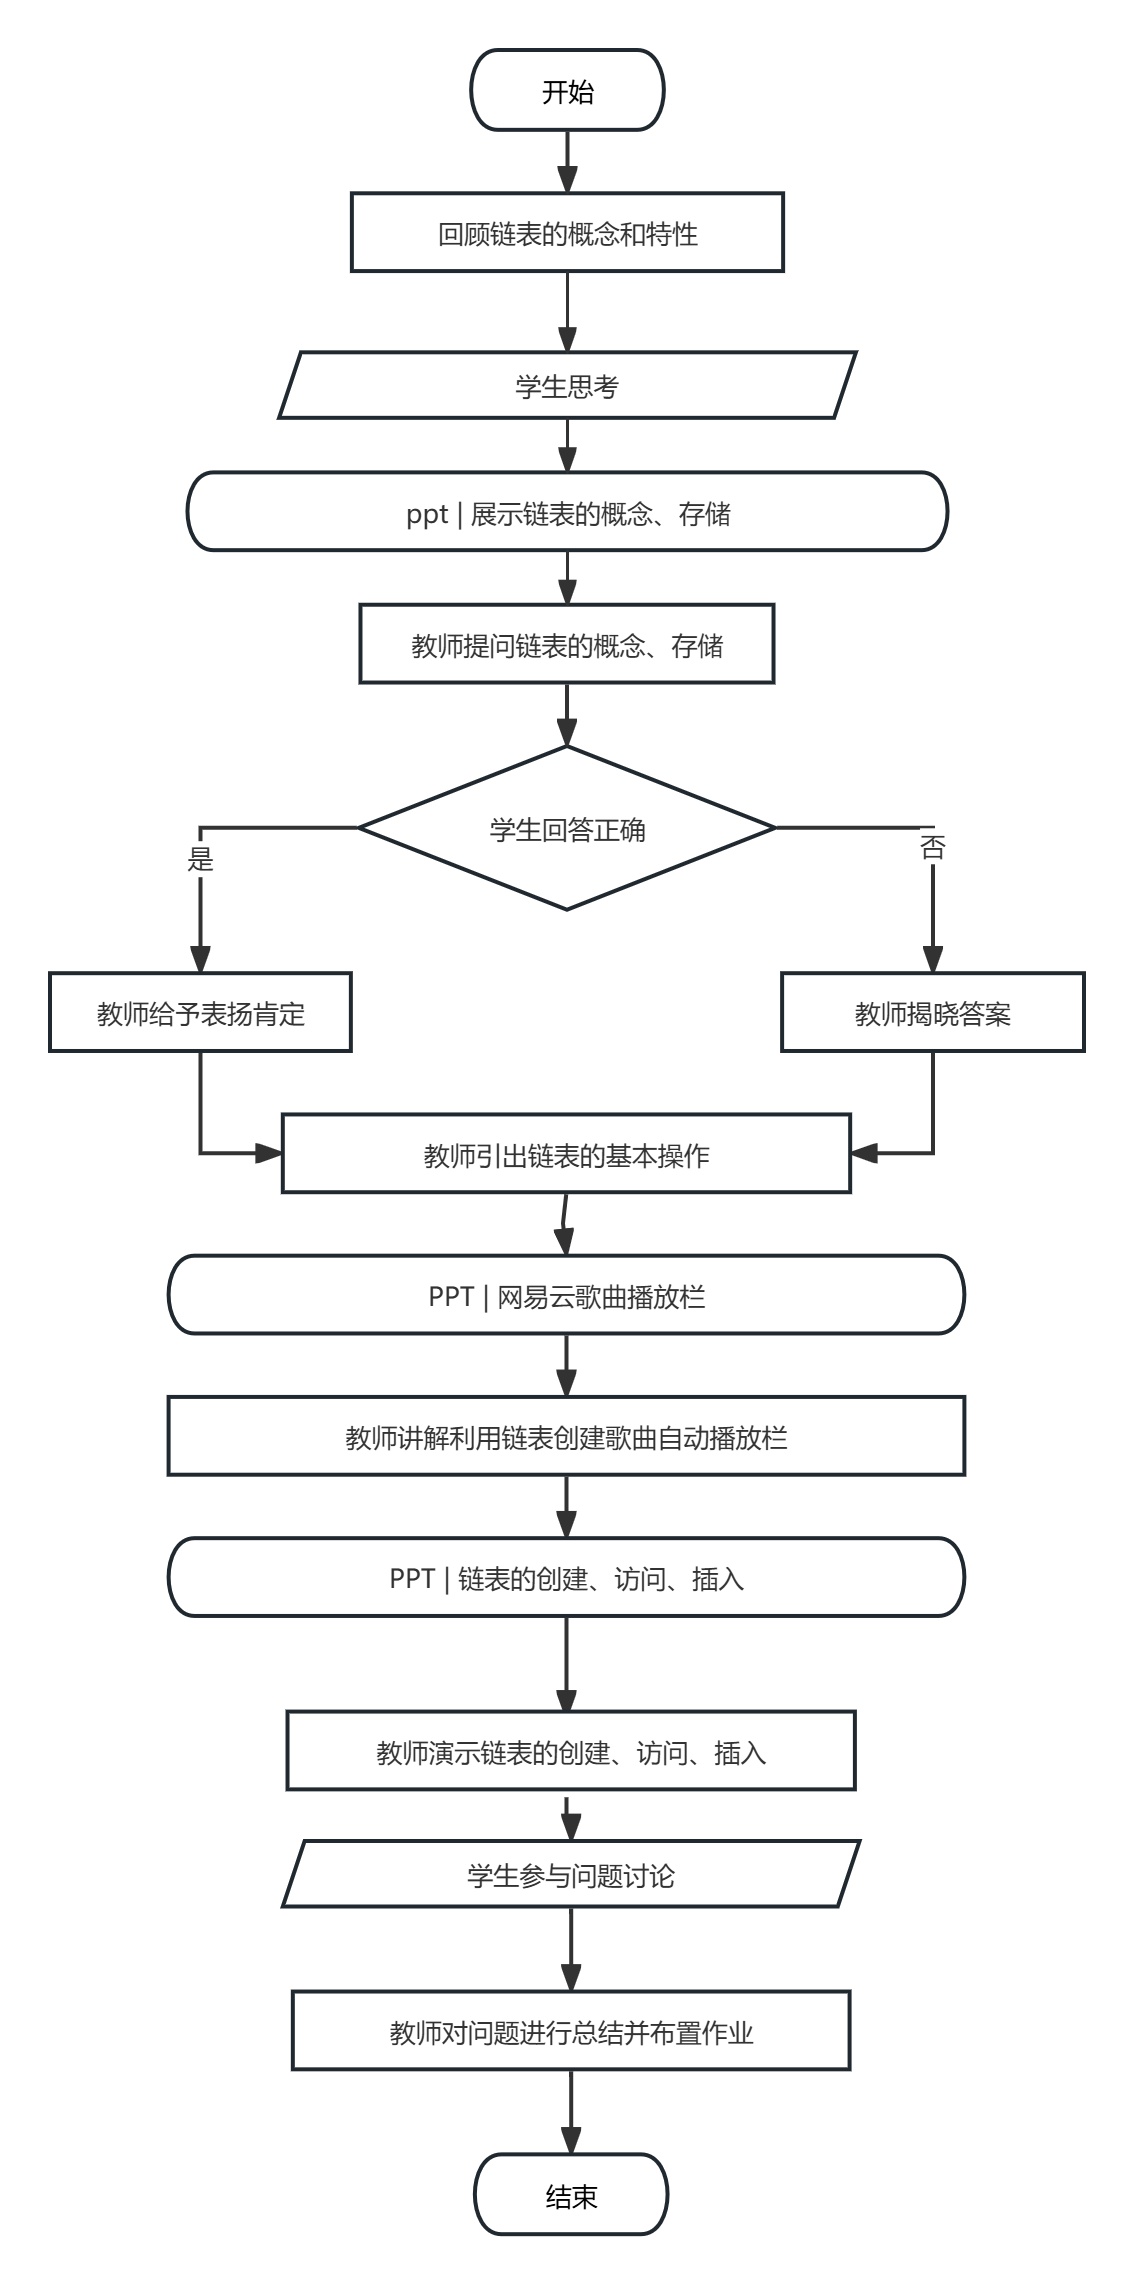 开始
回顾链表的概念和特性
学生思考
ppt | 展示链表的概念、存储
教师提问链表的概念、存储
学生回答正确
是
否
教师给予表扬肯定
教师揭晓答案
教师引出链表的基本操作
PPT | 网易云歌曲播放栏
教师讲解利用链表创建歌曲自动播放栏
PPT | 链表的创建、访问、插入
教师演示链表的创建、访问、插入
学生参与问题讨论
教师对问题进行总结并布置作业
结束